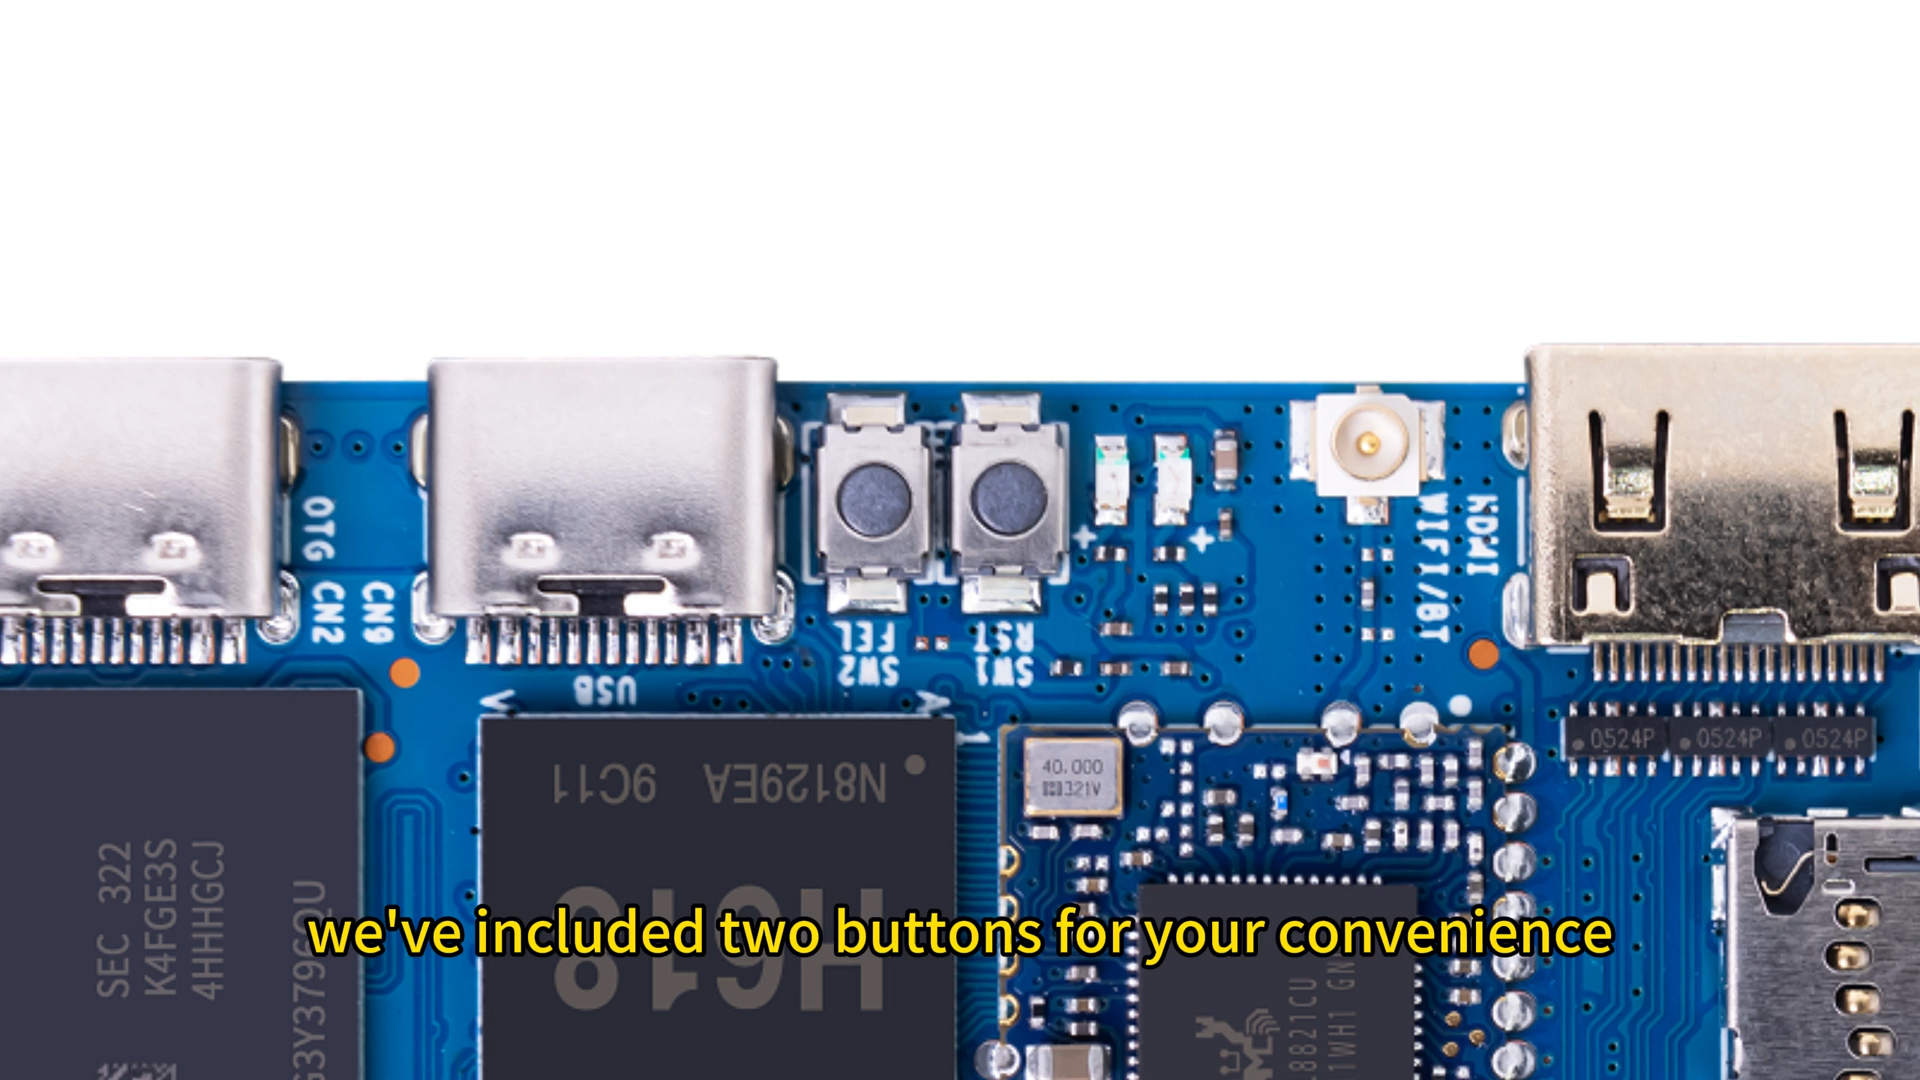 OTG
CN2
CN9
USB
SW2
FEL
SW1
RST
WIFI/BT
HDMI
0524P
0524P
0524P
40.000
321V
N8129EA 9C11
H618
SEC 322
K4FGE3S
4HHHGCJ
G3Y3796QU
8821CU
we've included two buttons for your convenience